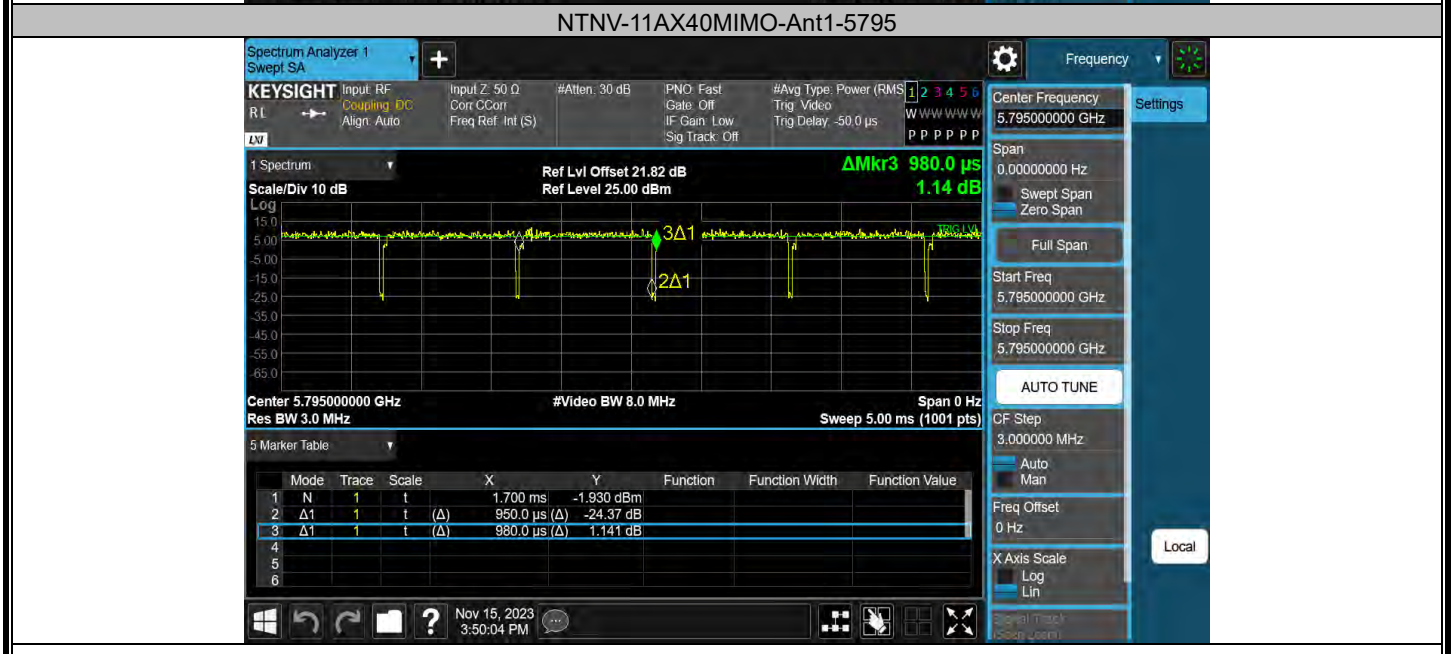 NTNV-11AX40MIMO-Ant1-5795
Spectrum Analyzer 1
Swept SA
+
Frequency
KEYSIGHT
RL
LXI
Input: RF
Coupling: DC
Align: Auto
Input Z: 50 Ω
Corr CCorr
Freq Ref: Int (S)
#Atten: 30 dB
PNO: Fast
Gate: Off
IF Gain: Low
Sig Track: Off
#Avg Type: Power (RMS
Trig: Video
Trig Delay: -50.0 µs
1 2 3 4 5 6
W W W W W W
P P P P P P
Center Frequency
5.795000000 GHz
Settings
1 Spectrum
Scale/Div 10 dB
Ref Lvl Offset 21.82 dB
Ref Level 25.00 dBm
ΔMkr3 980.0 µs
1.14 dB
Log
15.0
5.00
-5.00
-15.0
-25.0
-35.0
-45.0
-55.0
-65.0
3Δ1
2Δ1
TRIG LVL
Center 5.795000000 GHz
Res BW 3.0 MHz
#Video BW 8.0 MHz
Span 0 Hz
Sweep 5.00 ms (1001 pts)
Span
0.00000000 Hz
Swept Span
Zero Span
Full Span
Start Freq
5.795000000 GHz
Stop Freq
5.795000000 GHz
AUTO TUNE
CF Step
3.000000 MHz
Auto
Man
Freq Offset
0 Hz
X Axis Scale
Log
Lin
Signal Track
(Span Zoom)
Local
5 Marker Table
Mode Trace Scale X Y Function Function Width Function Value
1 N 1 t 1.700 ms -1.930 dBm
2 Δ1 1 t (Δ) 950.0 µs (Δ) -24.37 dB
3 Δ1 1 t (Δ) 980.0 µs (Δ) 1.141 dB
4
5
6
?
Nov 15, 2023
3:50:04 PM